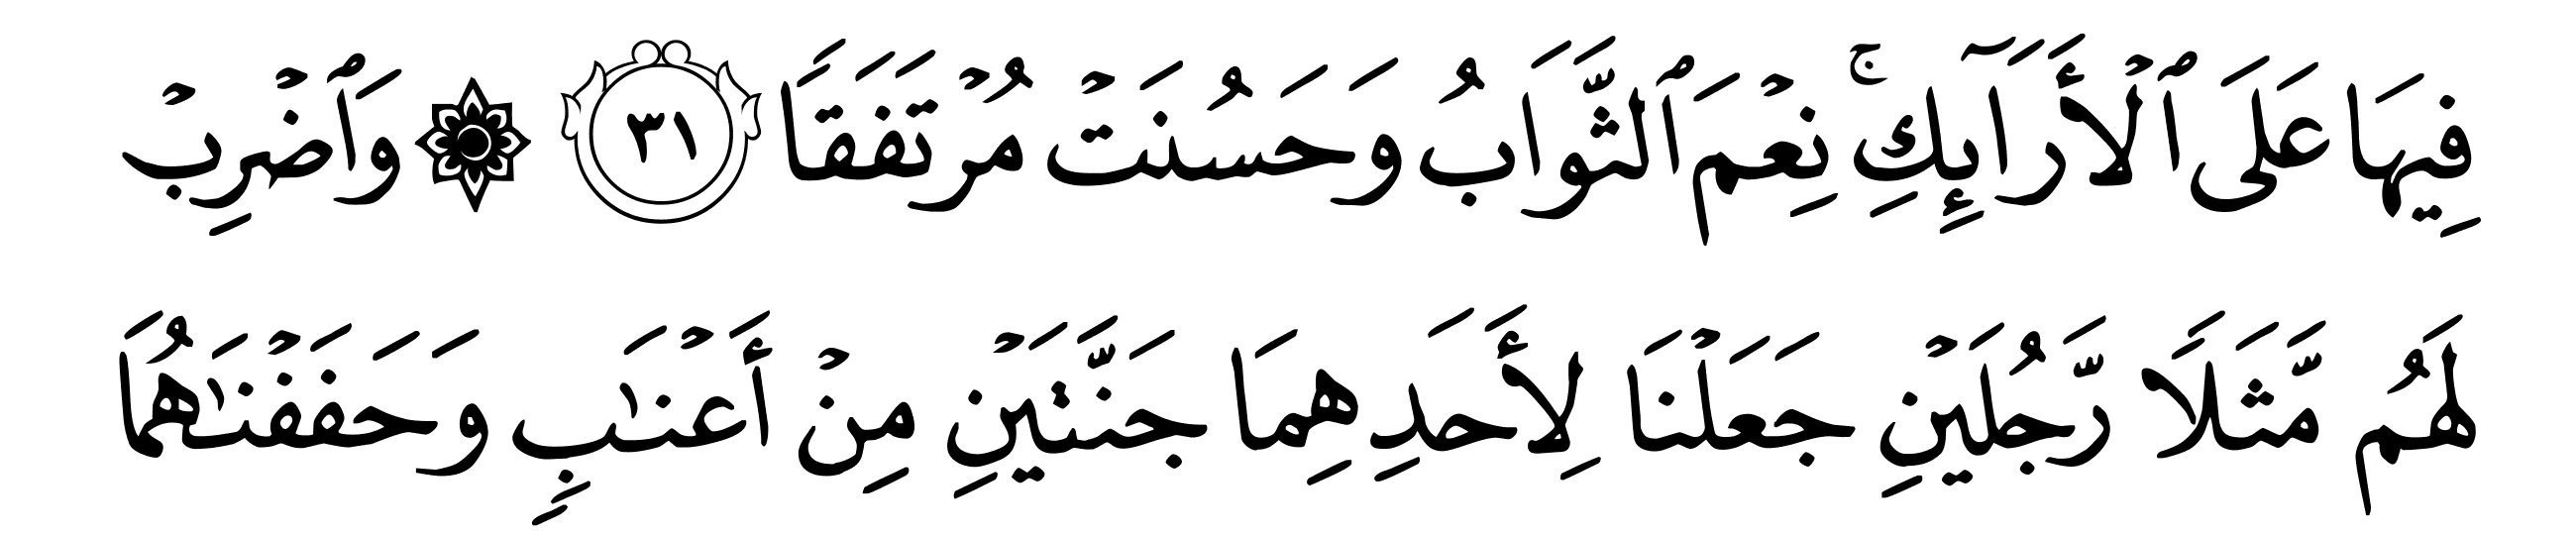 فِيهَا عَلَى ٱلْأَرَآئِكِ ۚ نِعْمَ ٱلثَّوَابُ وَحَسُنَتْ مُرْتَفَقًا ٣١ ۞ وَٱضْرِبْ
لَهُم مَّثَلًا رَّجُلَيْنِ جَعَلْنَا لِأَحَدِهِمَا جَنَّتَيْنِ مِنْ أَعْنَـٰبٍ وَحَفَفْنَـٰهُمَا